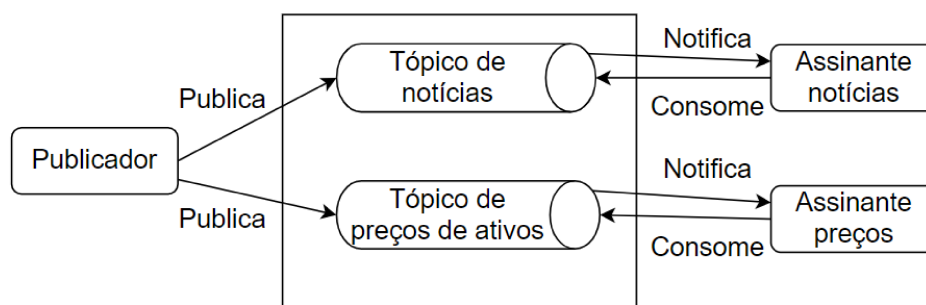 Publicador
Publica
Publica
Tópico de
notícias
Notifica
Consome
Assinante
notícias
Tópico de
preços de ativos
Notifica
Consome
Assinante
preços